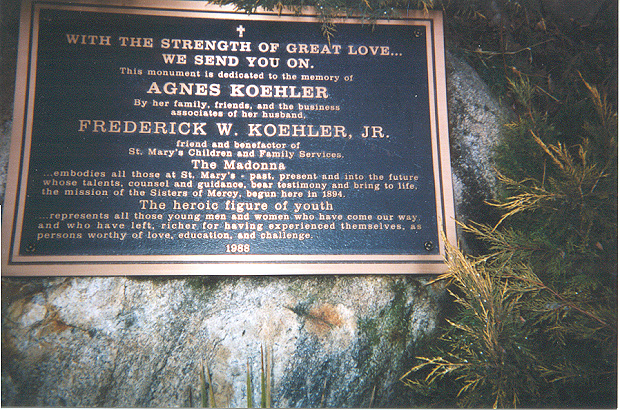 WITH THE STRENGTH OF GREAT LOVE...
WE SEND YOU ON.
This monument is dedicated to the memory of
AGNES KOEHLER
By her family, friends, and the business
associates of her husband,
FREDERICK W. KOEHLER, JR.
friend and benefactor of
St. Mary's Children and Family Services.
The Madonna
...embodies all those at St. Mary's - past, present and into the future
whose talents, counsel and guidance, bear testimony and bring to life,
the mission of the Sisters of Mercy, begun here in 1894.
The heroic figure of youth
...represents all those young men and women who have come our way
and who have left, richer for having experienced themselves, as
persons worthy of love, education, and challenge.
1988